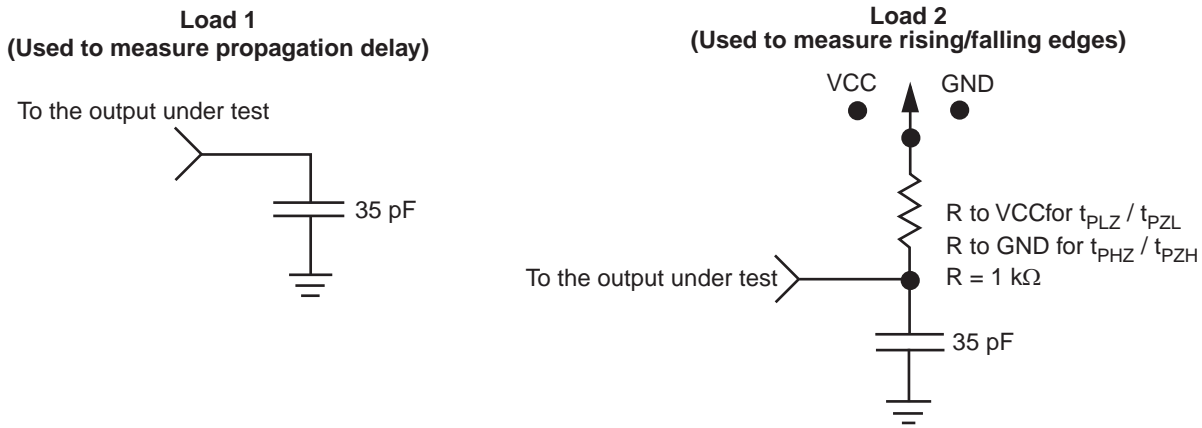 Load 1
(Used to measure propagation delay)
To the output under test
35 pF
Load 2
(Used to measure rising/falling edges)
VCC
GND
R to VCCfor tPLZ / tPZL
R to GND for tPHZ / tPZH
R = 1 kΩ
To the output under test
35 pF